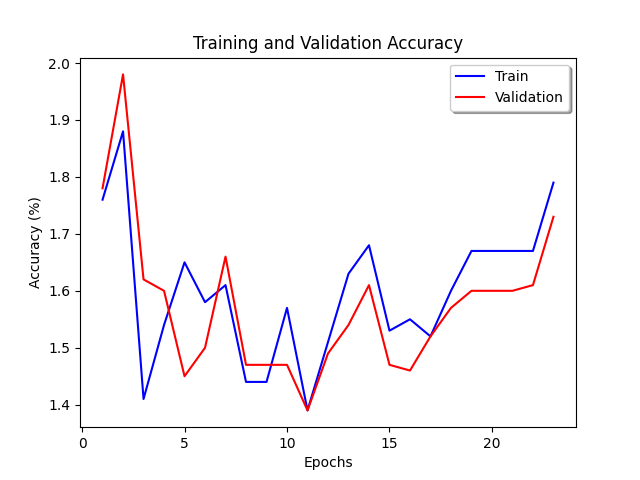 Training and Validation Accuracy
Train
Validation
2.0
1.9
1.8
1.7
1.6
1.5
1.4
Accuracy (%)
0 5 10 15 20
Epochs